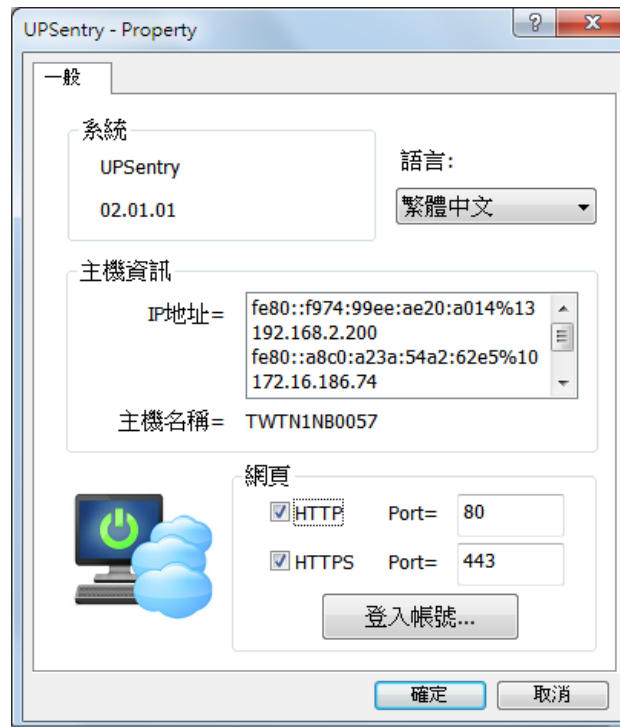 UPSentry - Property
一般
系統
UPSentry
02.01.01
語言:
繁體中文
主機資訊
IP地址=
fe80::f974:99ee:ae20:a014%13
192.168.2.200
fe80::a8c0:a23a:54a2:62e5%10
172.16.186.74
主機名稱= TWTN1NB0057
網頁
HTTP Port= 80
HTTPS Port= 443
登入帳號...
確定 取消